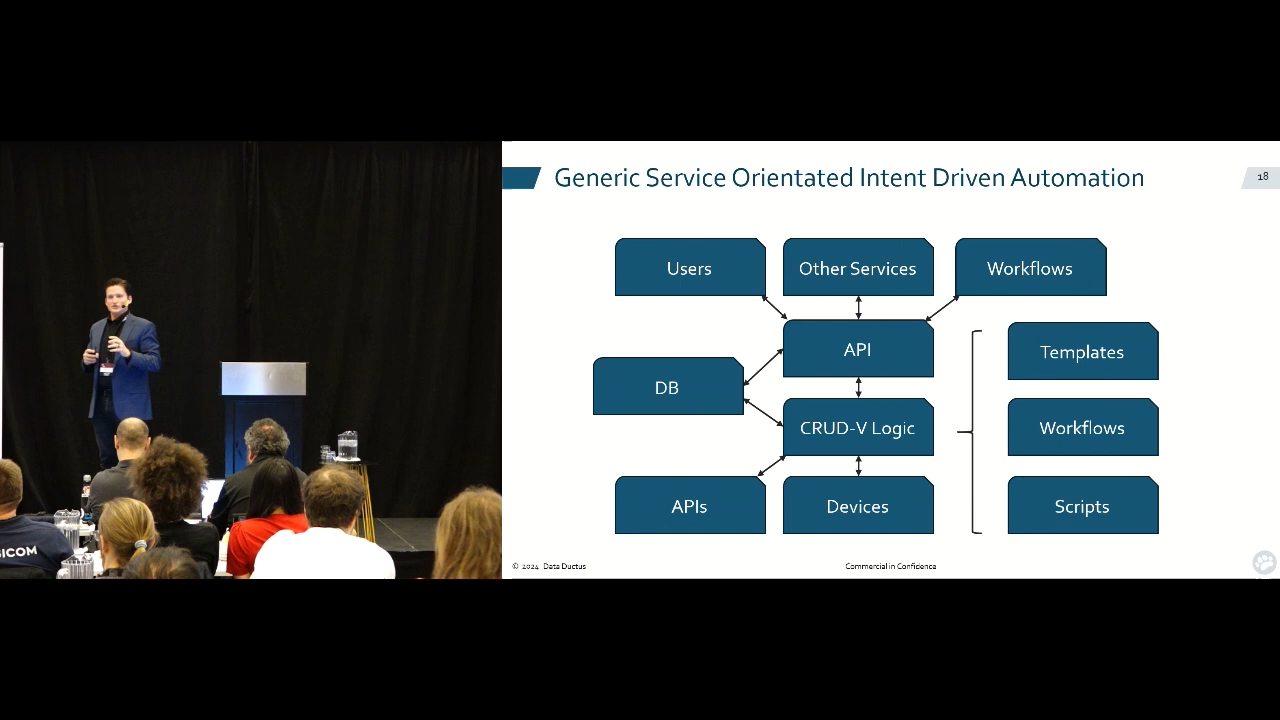 Generic Service Orientated Intent Driven Automation
18
Users
Other Services
Workflows
API
Templates
DB
CRUD-V Logic
Workflows
APIs
Devices
Scripts
© 2024 Data Ductus
Commercial in Confidence
ICOM